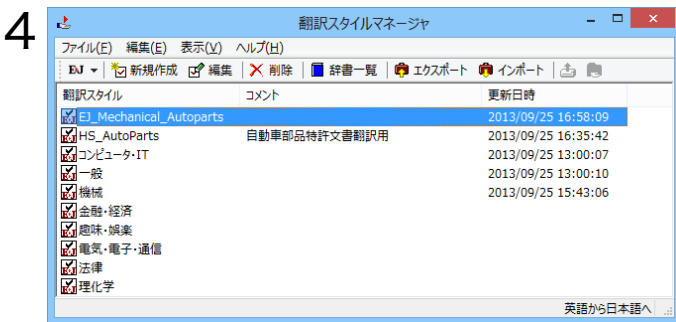 4
翻訳スタイルマネージャ
ファイル(F) 編集(E) 表示(V) ヘルプ(H)
EJ 新規作成 編集 削除 辞書一覧 エクスポート インポート
翻訳スタイル コメント 更新日時
EJ_Mechanical_Autoparts 2013/09/25 16:58:09
HS_AutoParts 自動車部品特許文書翻訳用 2013/09/25 16:35:42
コンピュータ・IT 2013/09/25 13:00:07
一般 2013/09/25 13:00:10
機械 2013/09/25 15:43:06
金融・経済
趣味・娯楽
電気・電子・通信
法律
理化学
英語から日本語へ